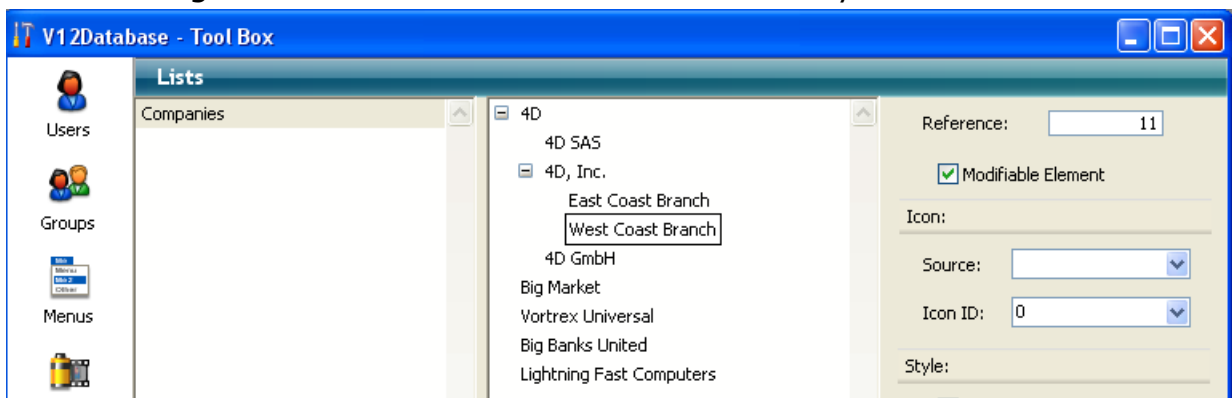 V12Database - Tool Box
Lists
Users
Groups
Menus
Companies
4D
4D SAS
4D, Inc.
East Coast Branch
West Coast Branch
4D GmbH
Big Market
Vortrex Universal
Big Banks United
Lightning Fast Computers
Reference: 11
Modifiable Element
Icon:
Source:
Icon ID: 0
Style: